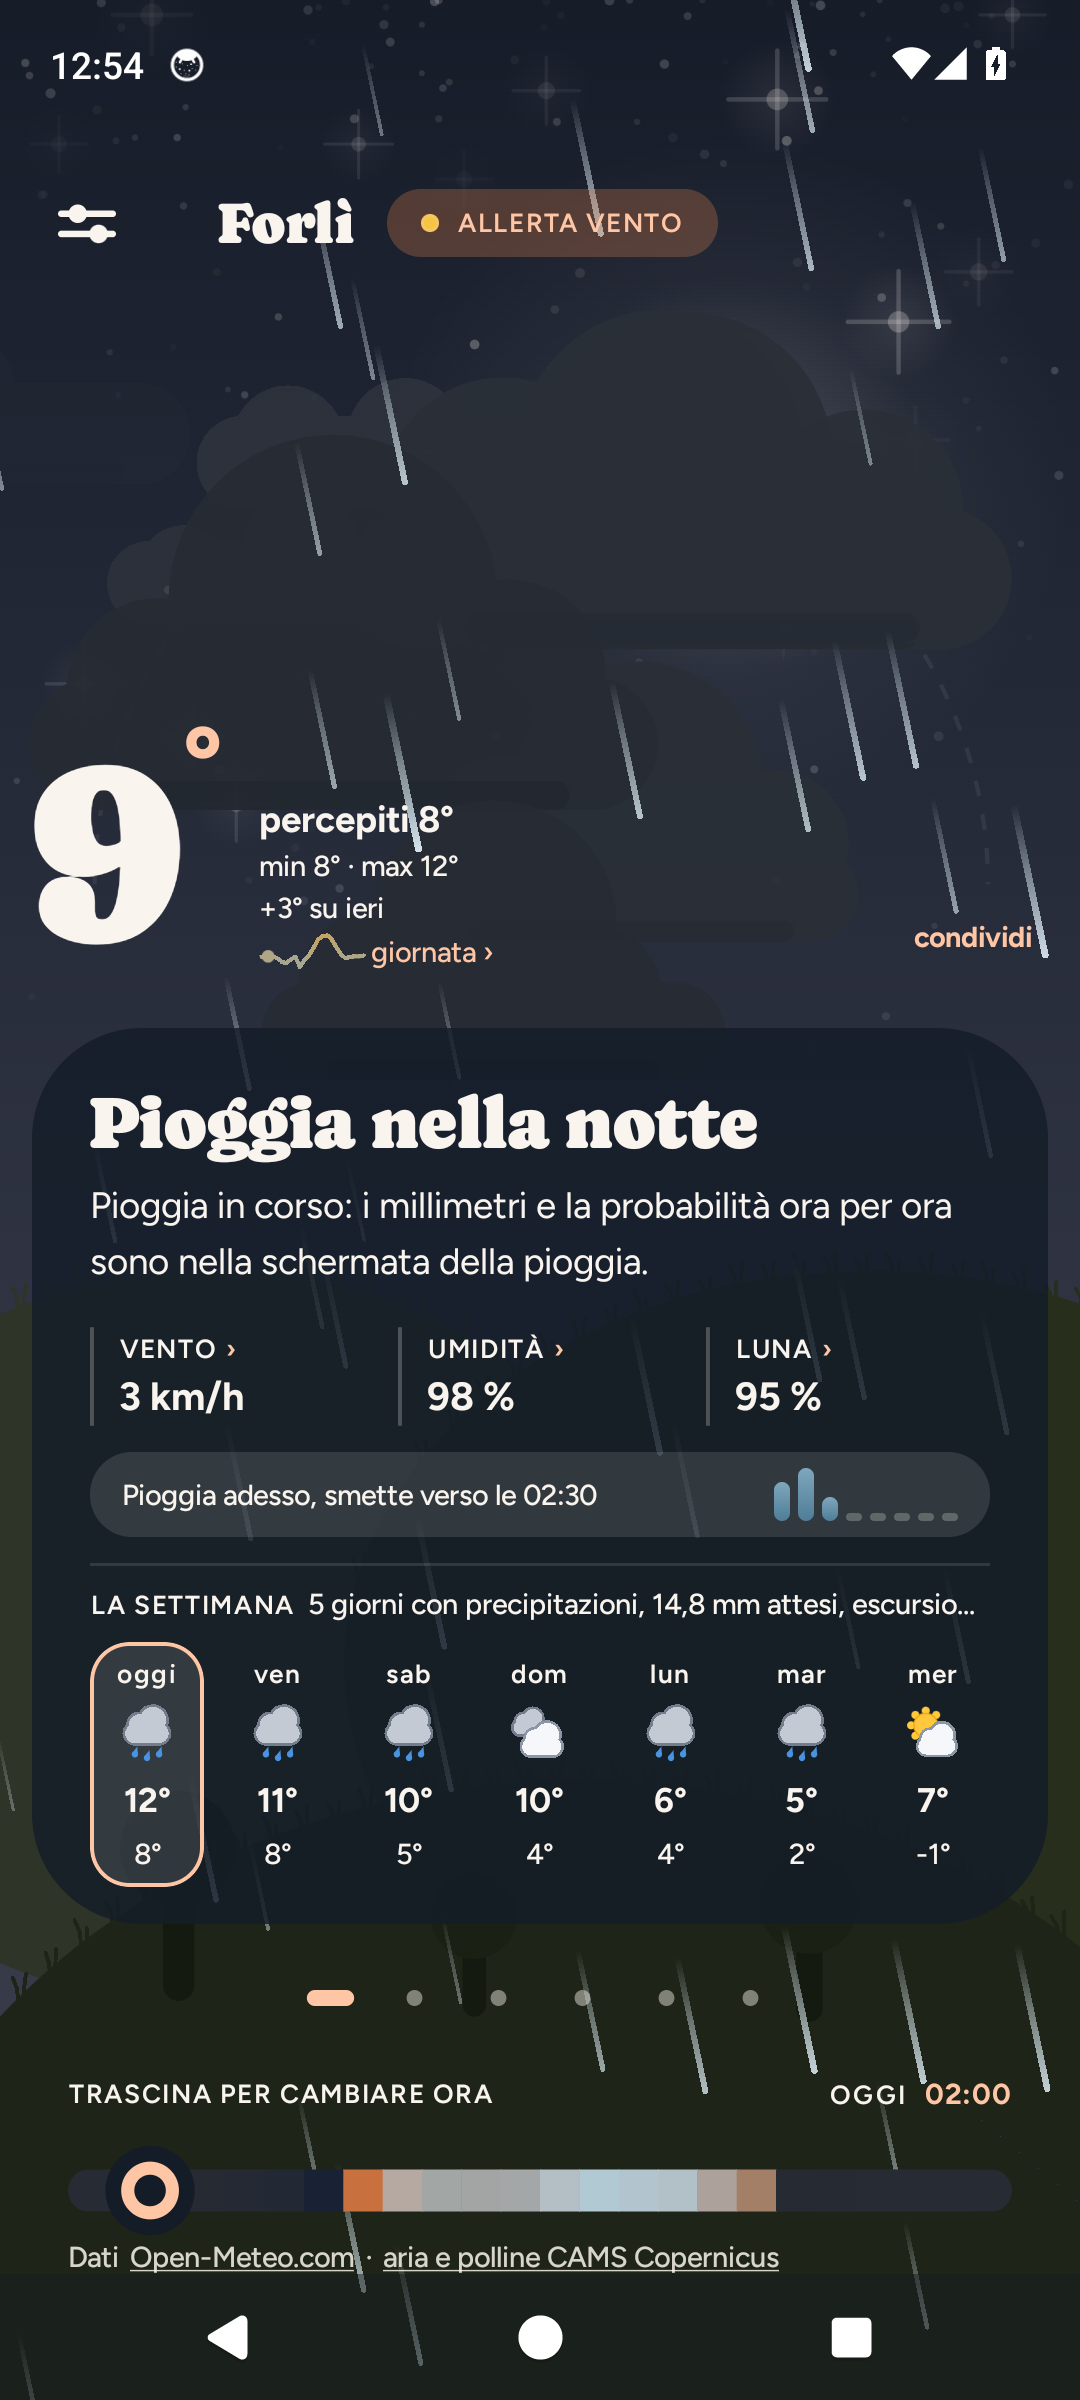 12:54
Forlì
ALLERTA VENTO
9°
percepiti 8°
min 8° · max 12°
+3° su ieri
giornata ›
condividi
Pioggia nella notte
Pioggia in corso: i millimetri e la probabilità ora per ora
sono nella schermata della pioggia.
VENTO › UMIDITÀ › LUNA ›
3 km/h 98 % 95 %
Pioggia adesso, smette verso le 02:30
LA SETTIMANA 5 giorni con precipitazioni, 14,8 mm attesi, escursio...
oggi ven sab dom lun mar mer
12° 11° 10° 10° 6° 5° 7°
8° 8° 5° 4° 4° 2° -1°
TRASCINA PER CAMBIARE ORA OGGI 02:00
Dati Open-Meteo.com · aria e polline CAMS Copernicus